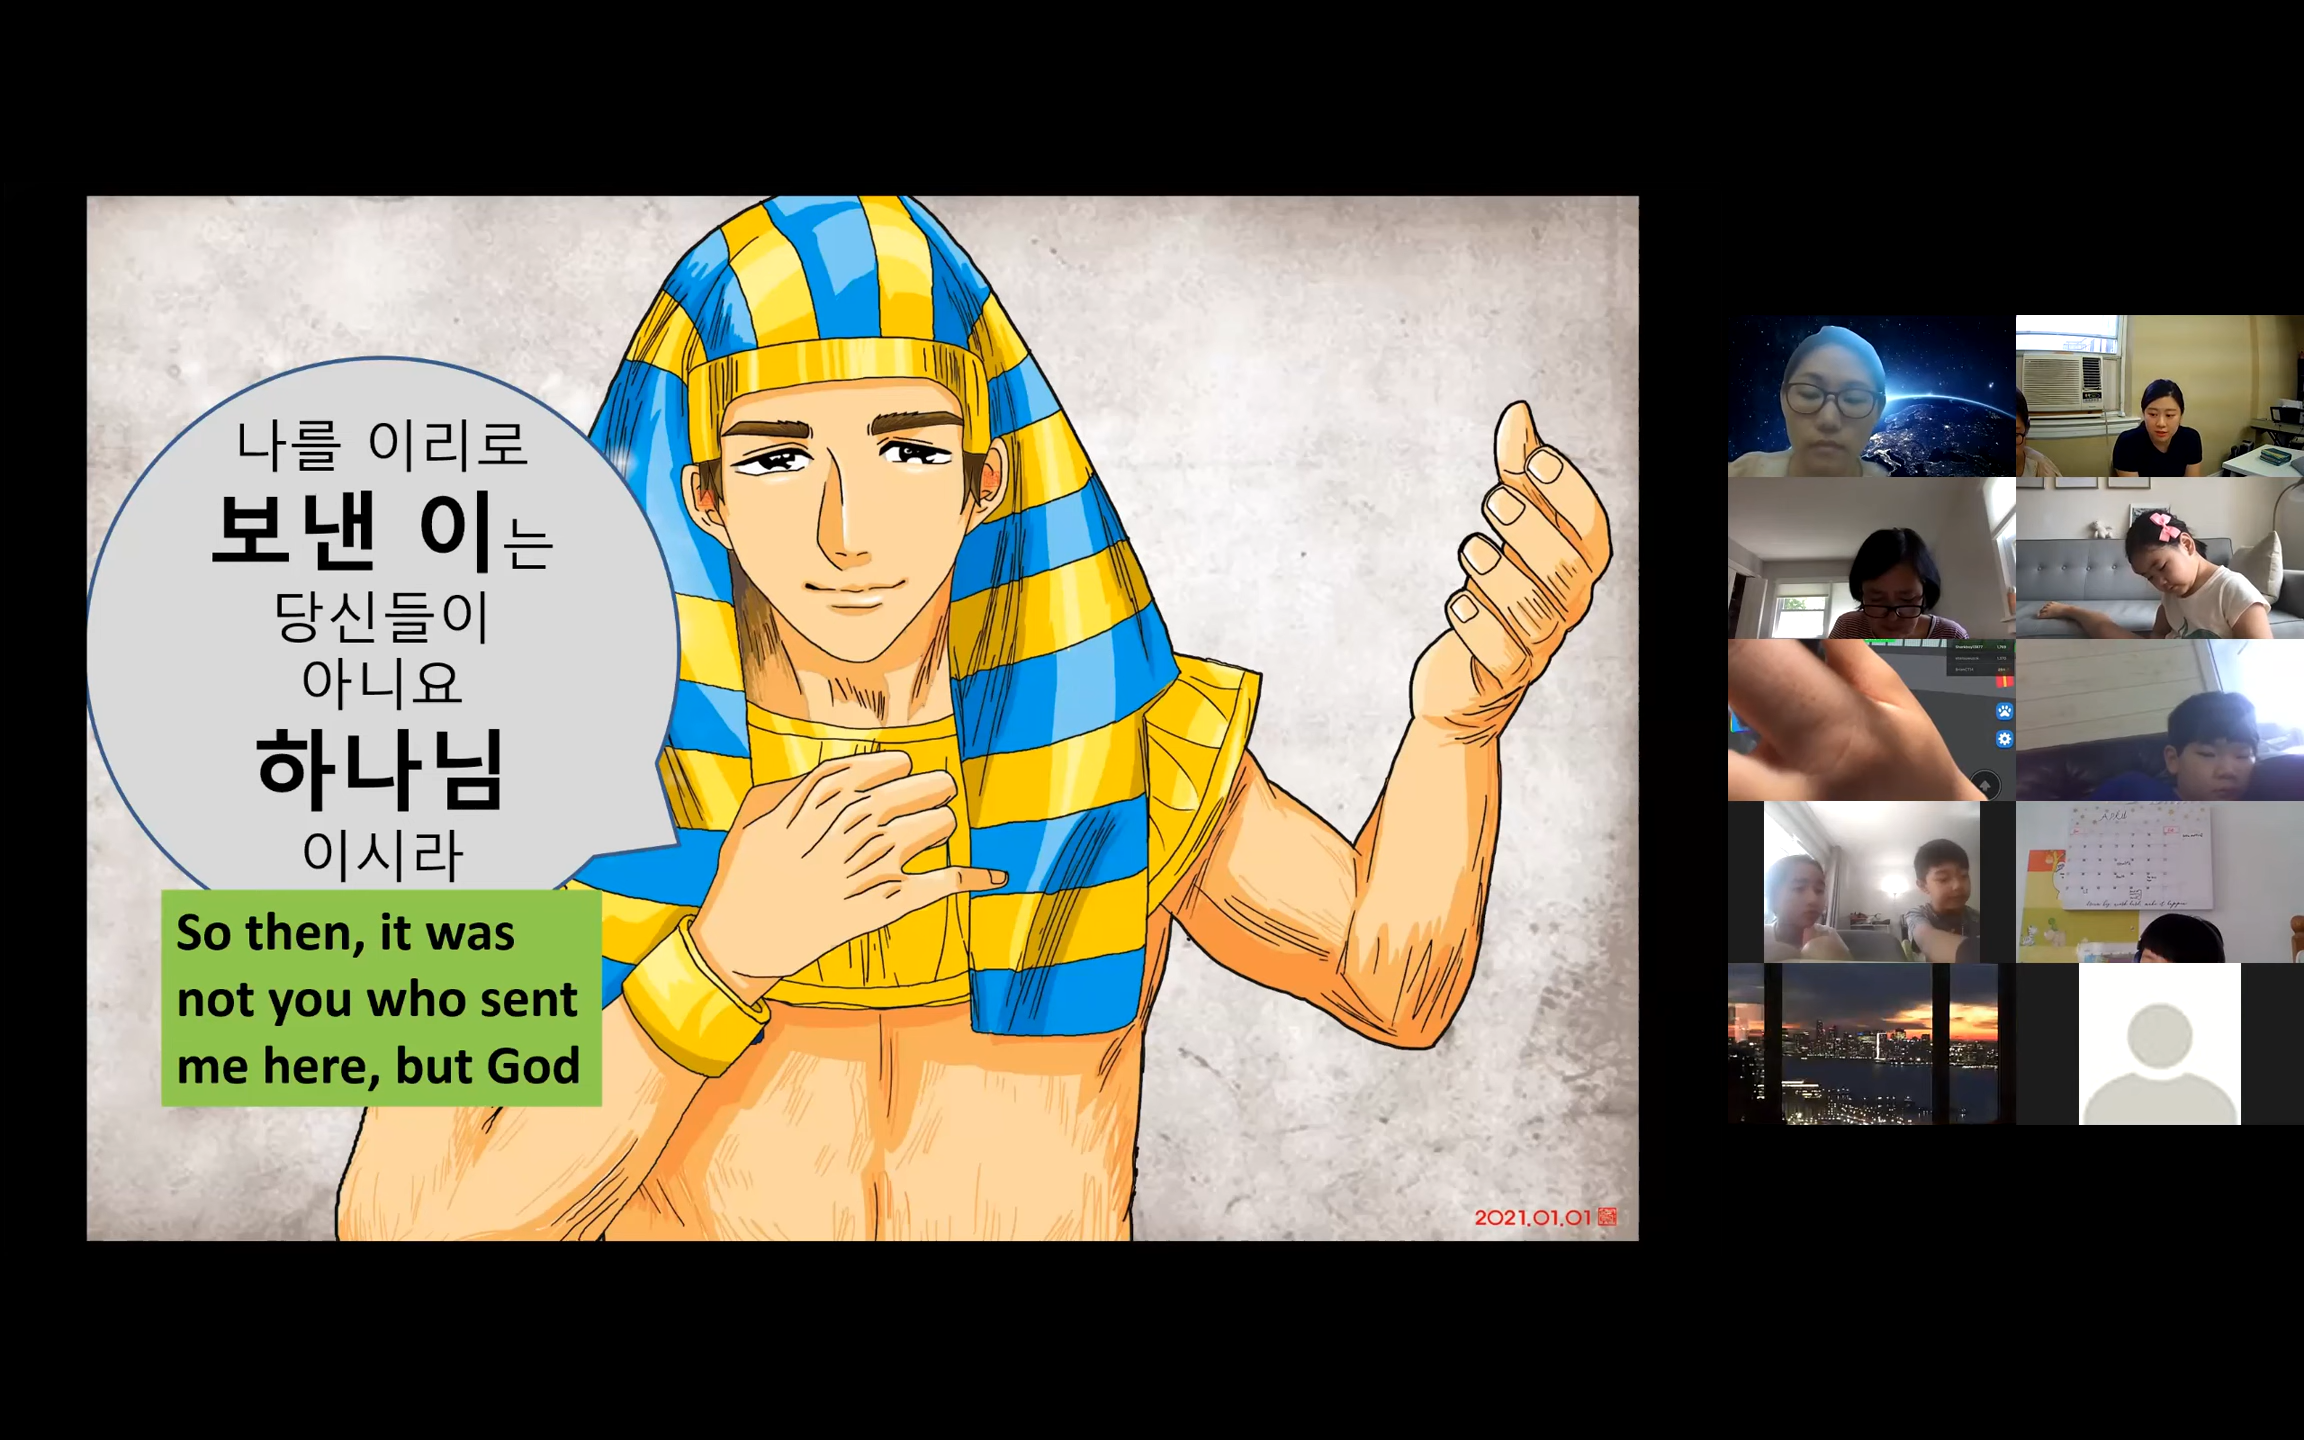 나를 이리로
보낸 이는
당신들이
아니요
하나님
이시라
So then, it was
not you who sent
me here, but God
2021.01.01